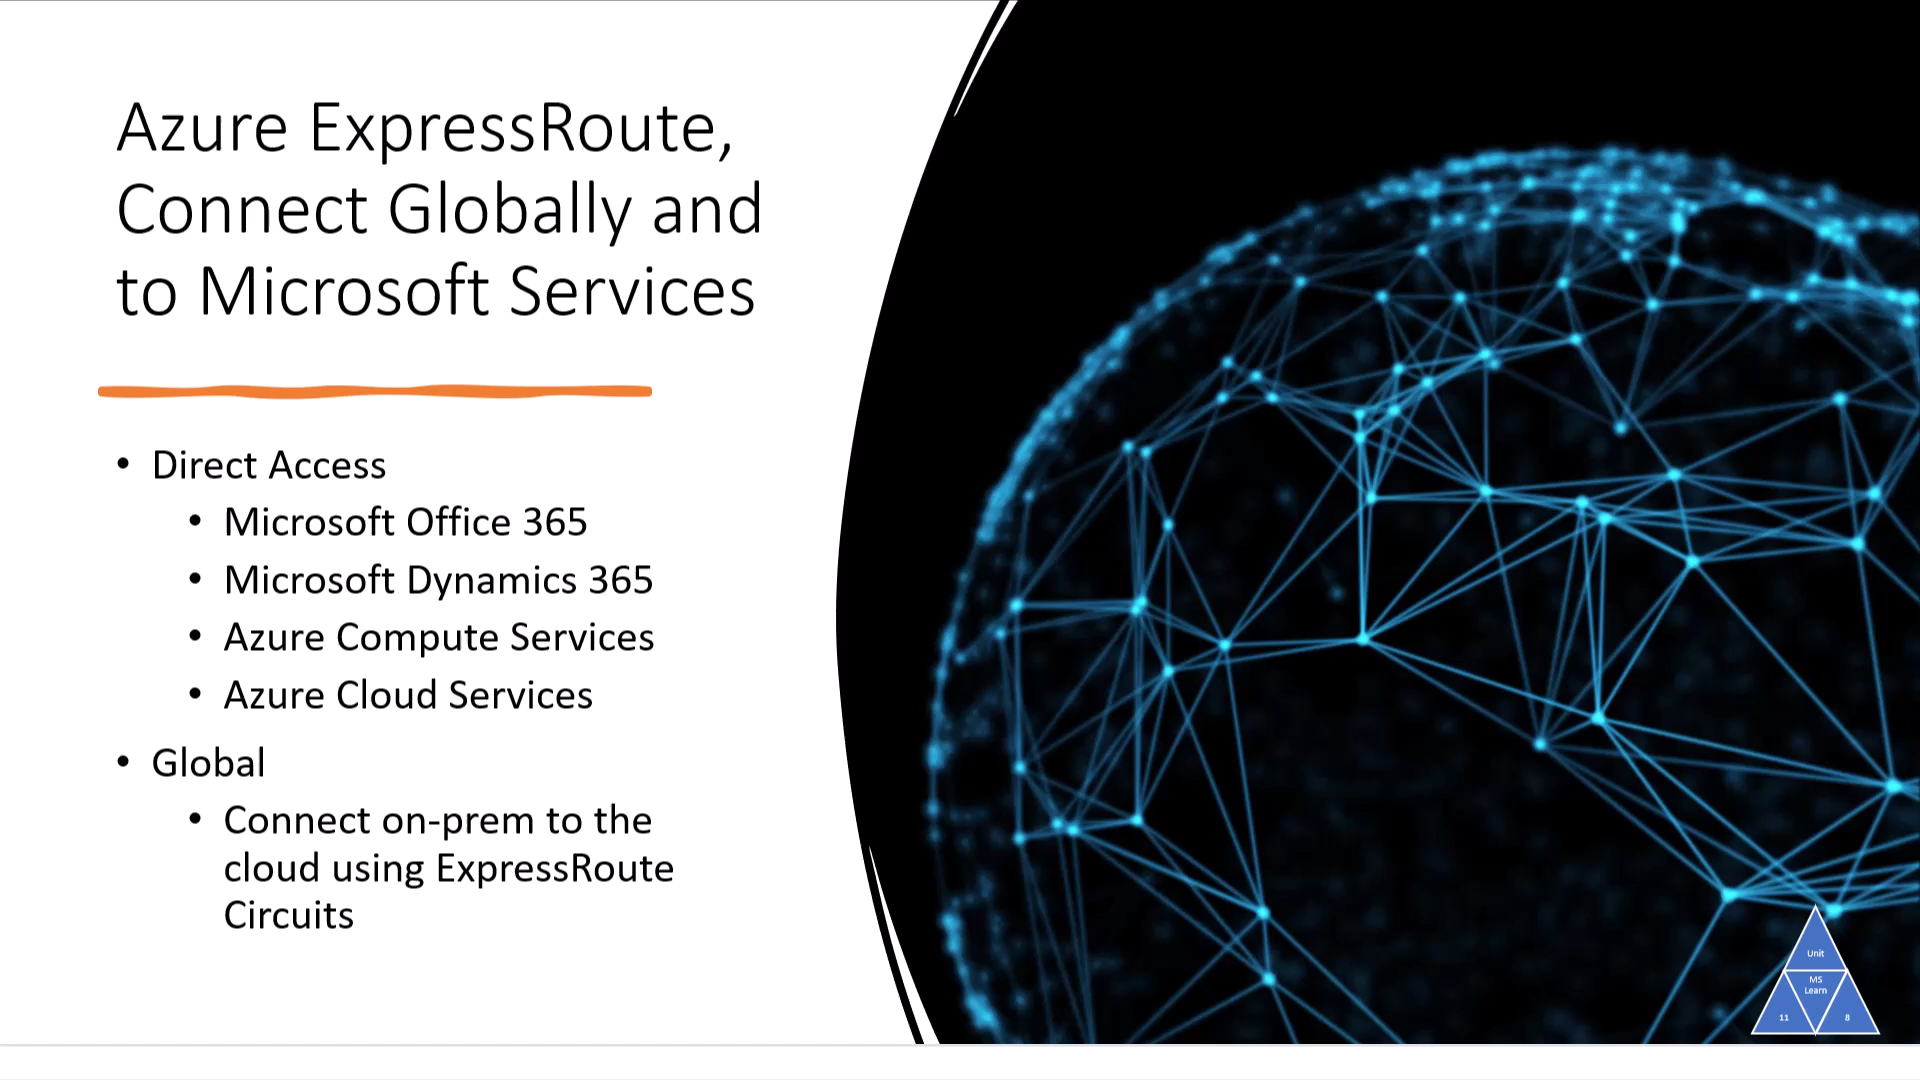 Azure ExpressRoute,
Connect Globally and
to Microsoft Services
• Direct Access
• Microsoft Office 365
• Microsoft Dynamics 365
• Azure Compute Services
• Azure Cloud Services
• Global
• Connect on-prem to the
cloud using ExpressRoute
Circuits
Unit
MS
Learn
11 8